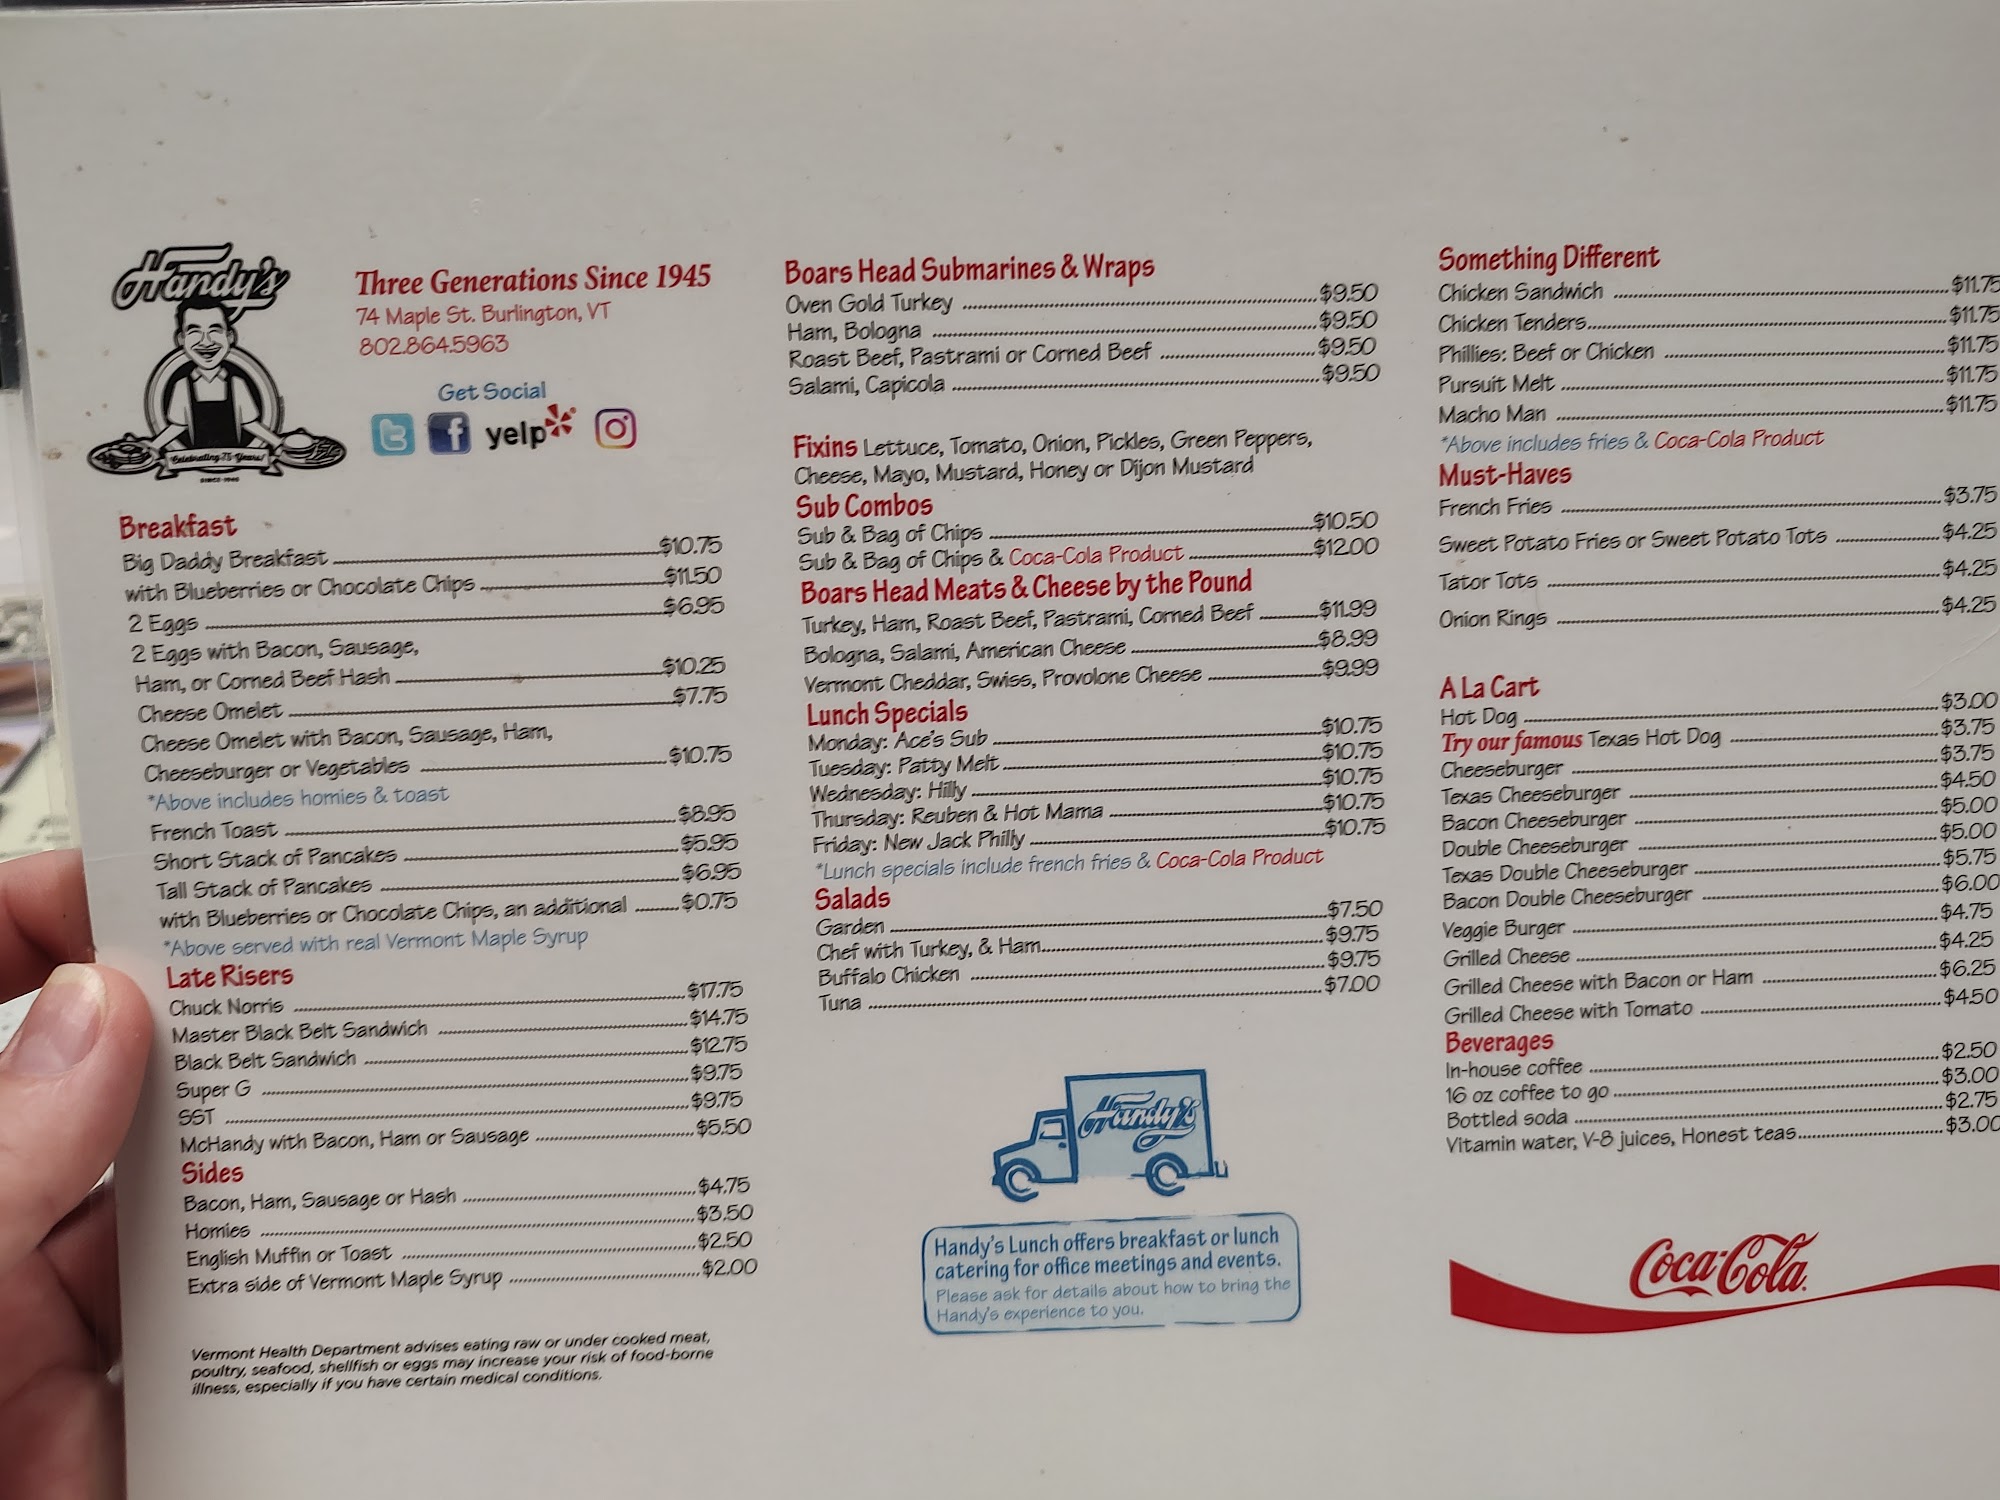 Handy's
Celebrating 75 Years!
SINCE 1945
Three Generations Since 1945
74 Maple St. Burlington, VT
802.864.5963
Get Social
yelp
Breakfast
Big Daddy Breakfast $10.75
with Blueberries or Chocolate Chips $11.50
2 Eggs $6.95
2 Eggs with Bacon, Sausage,
Ham, or Corned Beef Hash $10.25
Cheese Omelet $7.75
Cheese Omelet with Bacon, Sausage, Ham,
Cheeseburger or Vegetables $10.75
*Above includes homies & toast
French Toast $8.95
Short Stack of Pancakes $5.95
Tall Stack of Pancakes $6.95
with Blueberries or Chocolate Chips, an additional $0.75
*Above served with real Vermont Maple Syrup
Late Risers
Chuck Norris $17.75
Master Black Belt Sandwich $14.75
Black Belt Sandwich $12.75
Super G $9.75
SST $9.75
McHandy with Bacon, Ham or Sausage $5.50
Sides
Bacon, Ham, Sausage or Hash $4.75
Homies $3.50
English Muffin or Toast $2.50
Extra side of Vermont Maple Syrup $2.00
Vermont Health Department advises eating raw or under cooked meat,
poultry, seafood, shellfish or eggs may increase your risk of food-borne
illness, especially if you have certain medical conditions.
Boars Head Submarines & Wraps
Oven Gold Turkey $9.50
Ham, Bologna $9.50
Roast Beef, Pastrami or Corned Beef $9.50
Salami, Capicola $9.50
Fixins Lettuce, Tomato, Onion, Pickles, Green Peppers,
Cheese, Mayo, Mustard, Honey or Dijon Mustard
Sub Combos
Sub & Bag of Chips $10.50
Sub & Bag of Chips & Coca-Cola Product $12.00
Boars Head Meats & Cheese by the Pound
Turkey, Ham, Roast Beef, Pastrami, Corned Beef $11.99
Bologna, Salami, American Cheese $8.99
Vermont Cheddar, Swiss, Provolone Cheese $9.99
Lunch Specials
Monday: Ace's Sub $10.75
Tuesday: Patty Melt $10.75
Wednesday: Hilly $10.75
Thursday: Reuben & Hot Mama $10.75
Friday: New Jack Philly $10.75
*Lunch specials include french fries & Coca-Cola Product
Salads
Garden $7.50
Chef with Turkey, & Ham $9.75
Buffalo Chicken $9.75
Tuna $7.00
Handy's
Handy's Lunch offers breakfast or lunch
catering for office meetings and events.
Please ask for details about how to bring the
Handy's experience to you.
Something Different
Chicken Sandwich $11.75
Chicken Tenders $11.75
Phillies: Beef or Chicken $11.75
Pursuit Melt $11.75
Macho Man $11.75
*Above includes fries & Coca-Cola Product
Must-Haves
French Fries $3.75
Sweet Potato Fries or Sweet Potato Tots $4.25
Tator Tots $4.25
Onion Rings $4.25
A La Cart
Hot Dog $3.00
Try our famous Texas Hot Dog $3.75
Cheeseburger $3.75
Texas Cheeseburger $4.50
Bacon Cheeseburger $5.00
Double Cheeseburger $5.00
Texas Double Cheeseburger $5.75
Bacon Double Cheeseburger $6.00
Veggie Burger $4.75
Grilled Cheese $4.25
Grilled Cheese with Bacon or Ham $6.25
Grilled Cheese with Tomato $4.50
Beverages
In-house coffee $2.50
16 oz coffee to go $3.00
Bottled soda $2.75
Vitamin water, V-8 juices, Honest teas $3.00
Coca-Cola